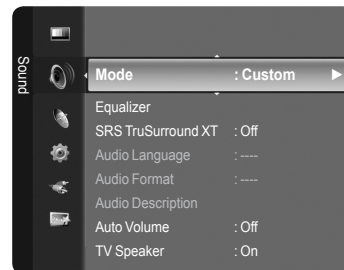 Sound
Mode : Custom
Equalizer
SRS TruSurround XT : Off
Audio Language : ----
Audio Format : ----
Audio Description
Auto Volume : Off
TV Speaker : On